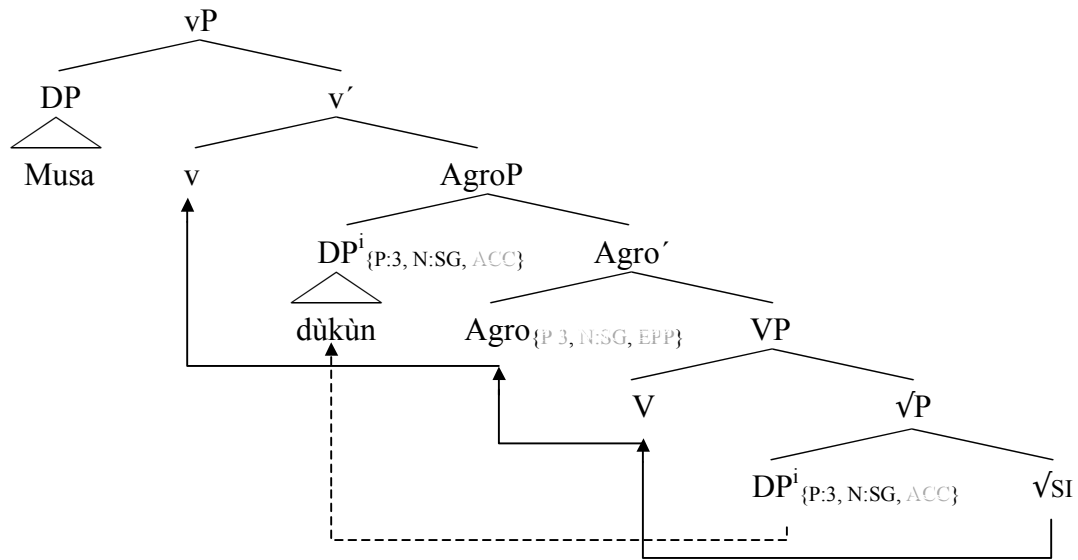 vP
DP v´
Musa v AgroP
DPⁱ{P:3, N:SG, ACC} Agro´
dùkùn Agro{P 3, N:SG, EPP} VP
V √P
DPⁱ{P:3, N:SG, ACC} √SI